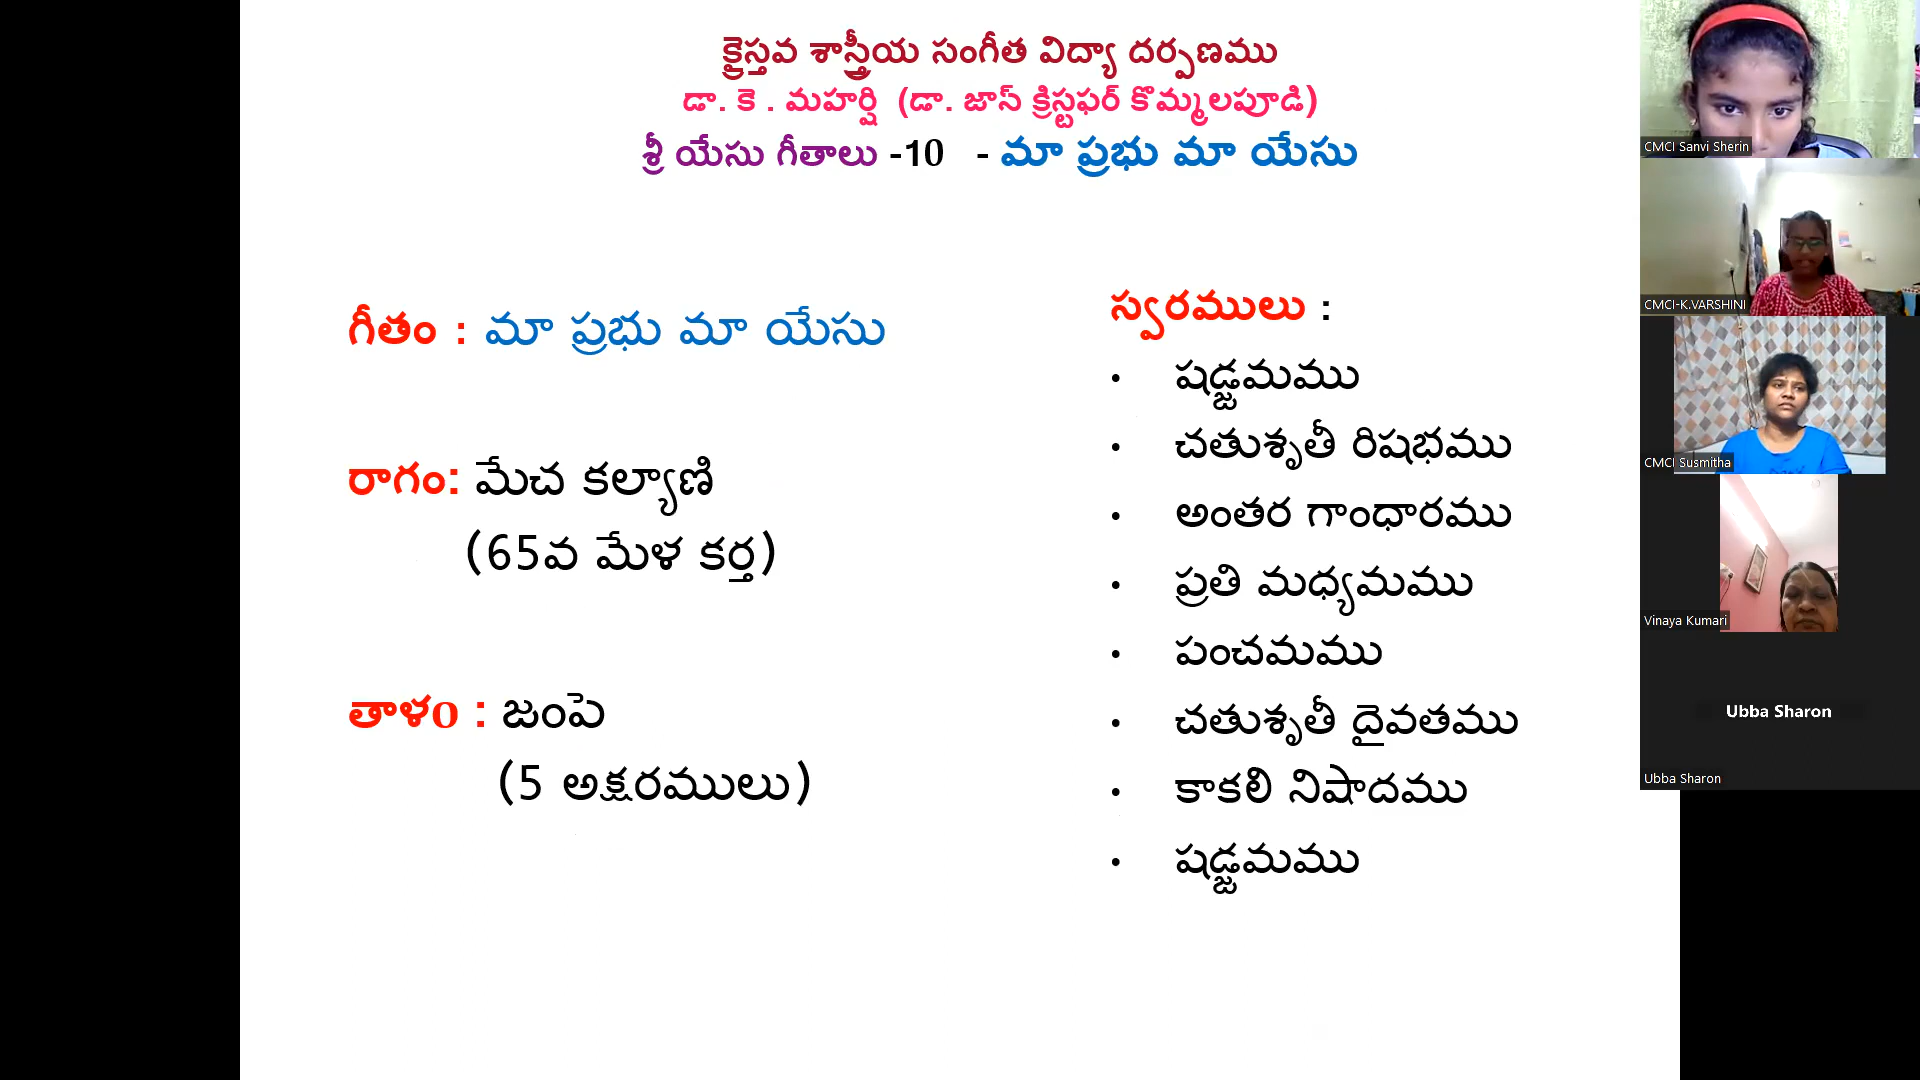 క్రైస్తవ శాస్త్రీయ సంగీత విద్యా దర్పణము
డా. కె . మహర్షి (డా. జాస్ క్రిస్టఫర్ కొమ్మలపూడి)
శ్రీ యేసు గీతాలు -10 - మా ప్రభు మా యేసు
గీతం : మా ప్రభు మా యేసు
రాగం: మేచ కల్యాణి
(65వ మేళ కర్త)
తాళం : జంపె
(5 అక్షరములు)
స్వరములు :
• షడ్జమము
• చతుశృతీ రిషభము
• అంతర గాంధారము
• ప్రతి మధ్యమము
• పంచమము
• చతుశృతీ దైవతము
• కాకలి నిషాదము
• షడ్జమము
CMCI Sanvi Sherin
CMCI-K.VARSHINI
CMCI Susmitha
Vinaya Kumari
Ubba Sharon
Ubba Sharon